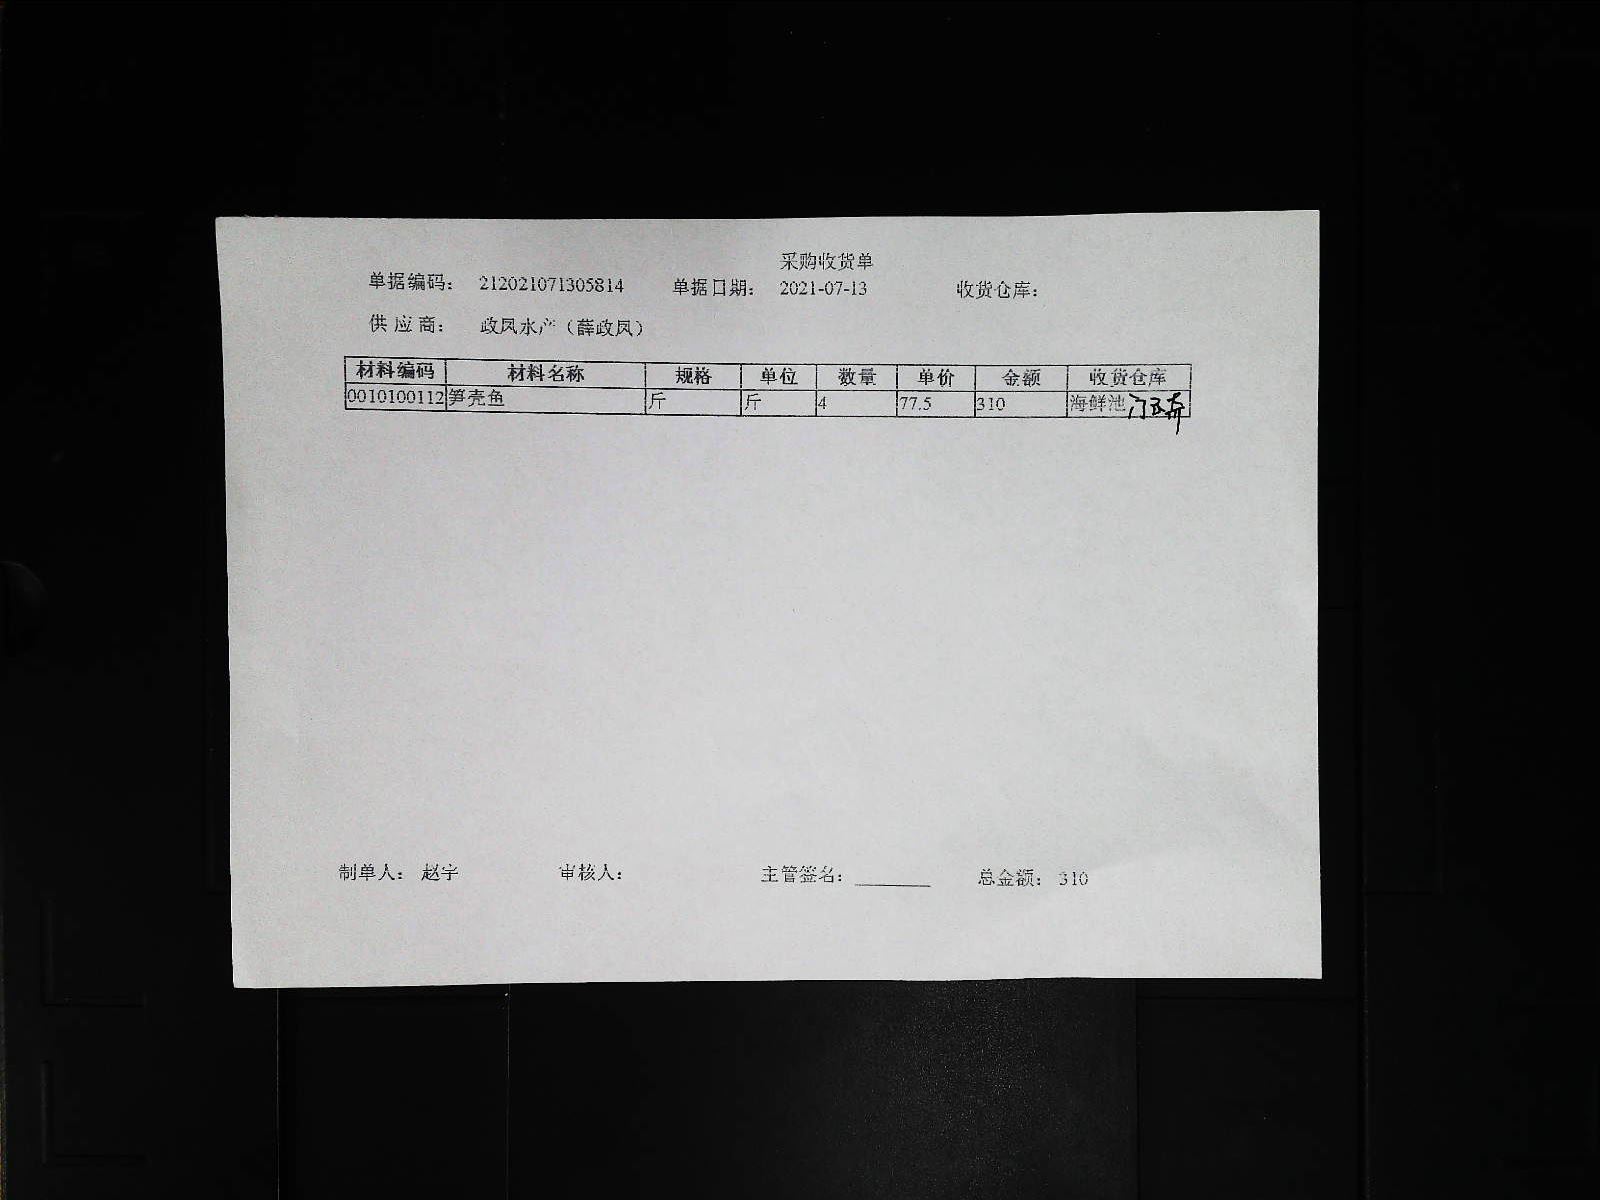 采购收货单
单据编码： 212021071305814 单据日期： 2021-07-13 收货仓库：
供应商： 政凤水产（薛政凤）
材料编码 材料名称 规格 单位 数量 单价 金额 收货仓库
0010100112 笋壳鱼 斤 斤 4 77.5 310 海鲜池
制单人： 赵宇 审核人： 主管签名： 总金额： 310